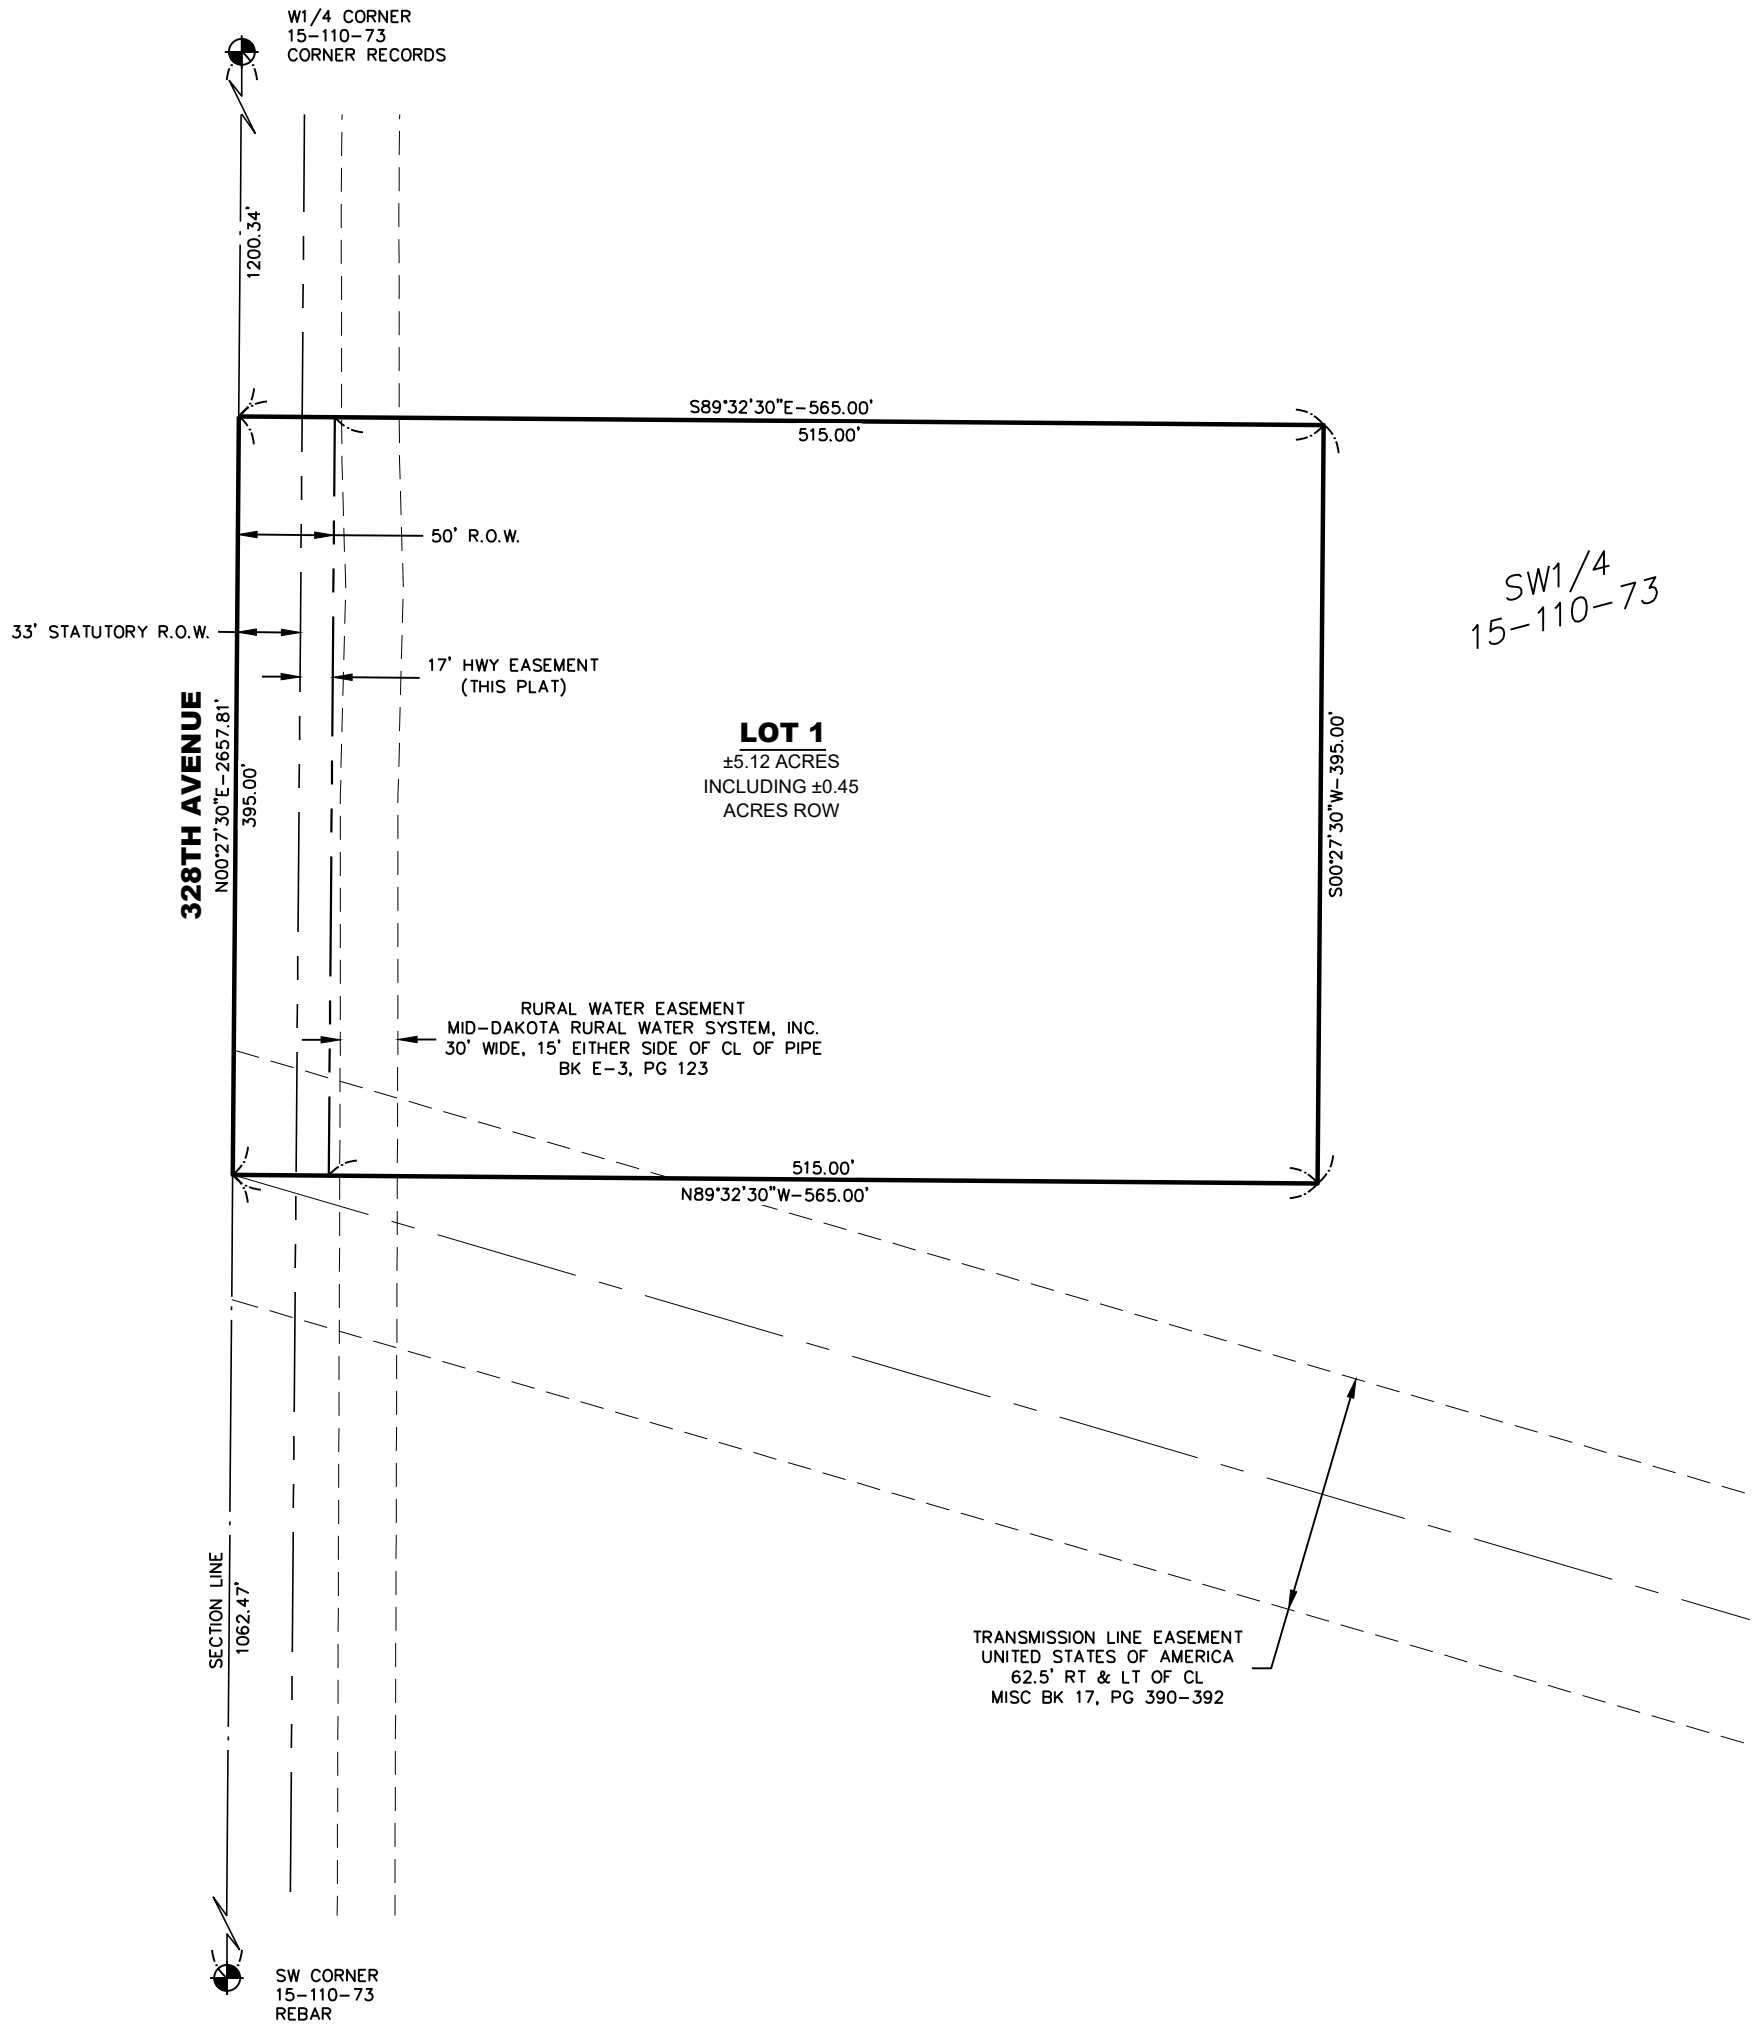 W1/4 CORNER
15-110-73
CORNER RECORDS
1200.34'
S89°32'30"E-565.00'
515.00'
50' R.O.W.
SW1/4
15-110-73
33' STATUTORY R.O.W.
17' HWY EASEMENT
(THIS PLAT)
328TH AVENUE
N00°27'30"E-2657.81'
395.00'
LOT 1
±5.12 ACRES
INCLUDING ±0.45
ACRES ROW
S00°27'30"W-395.00'
RURAL WATER EASEMENT
MID-DAKOTA RURAL WATER SYSTEM, INC.
30' WIDE, 15' EITHER SIDE OF CL OF PIPE
BK E-3, PG 123
515.00'
N89°32'30"W-565.00'
SECTION LINE
1062.47'
TRANSMISSION LINE EASEMENT
UNITED STATES OF AMERICA
62.5' RT & LT OF CL
MISC BK 17, PG 390-392
SW CORNER
15-110-73
REBAR